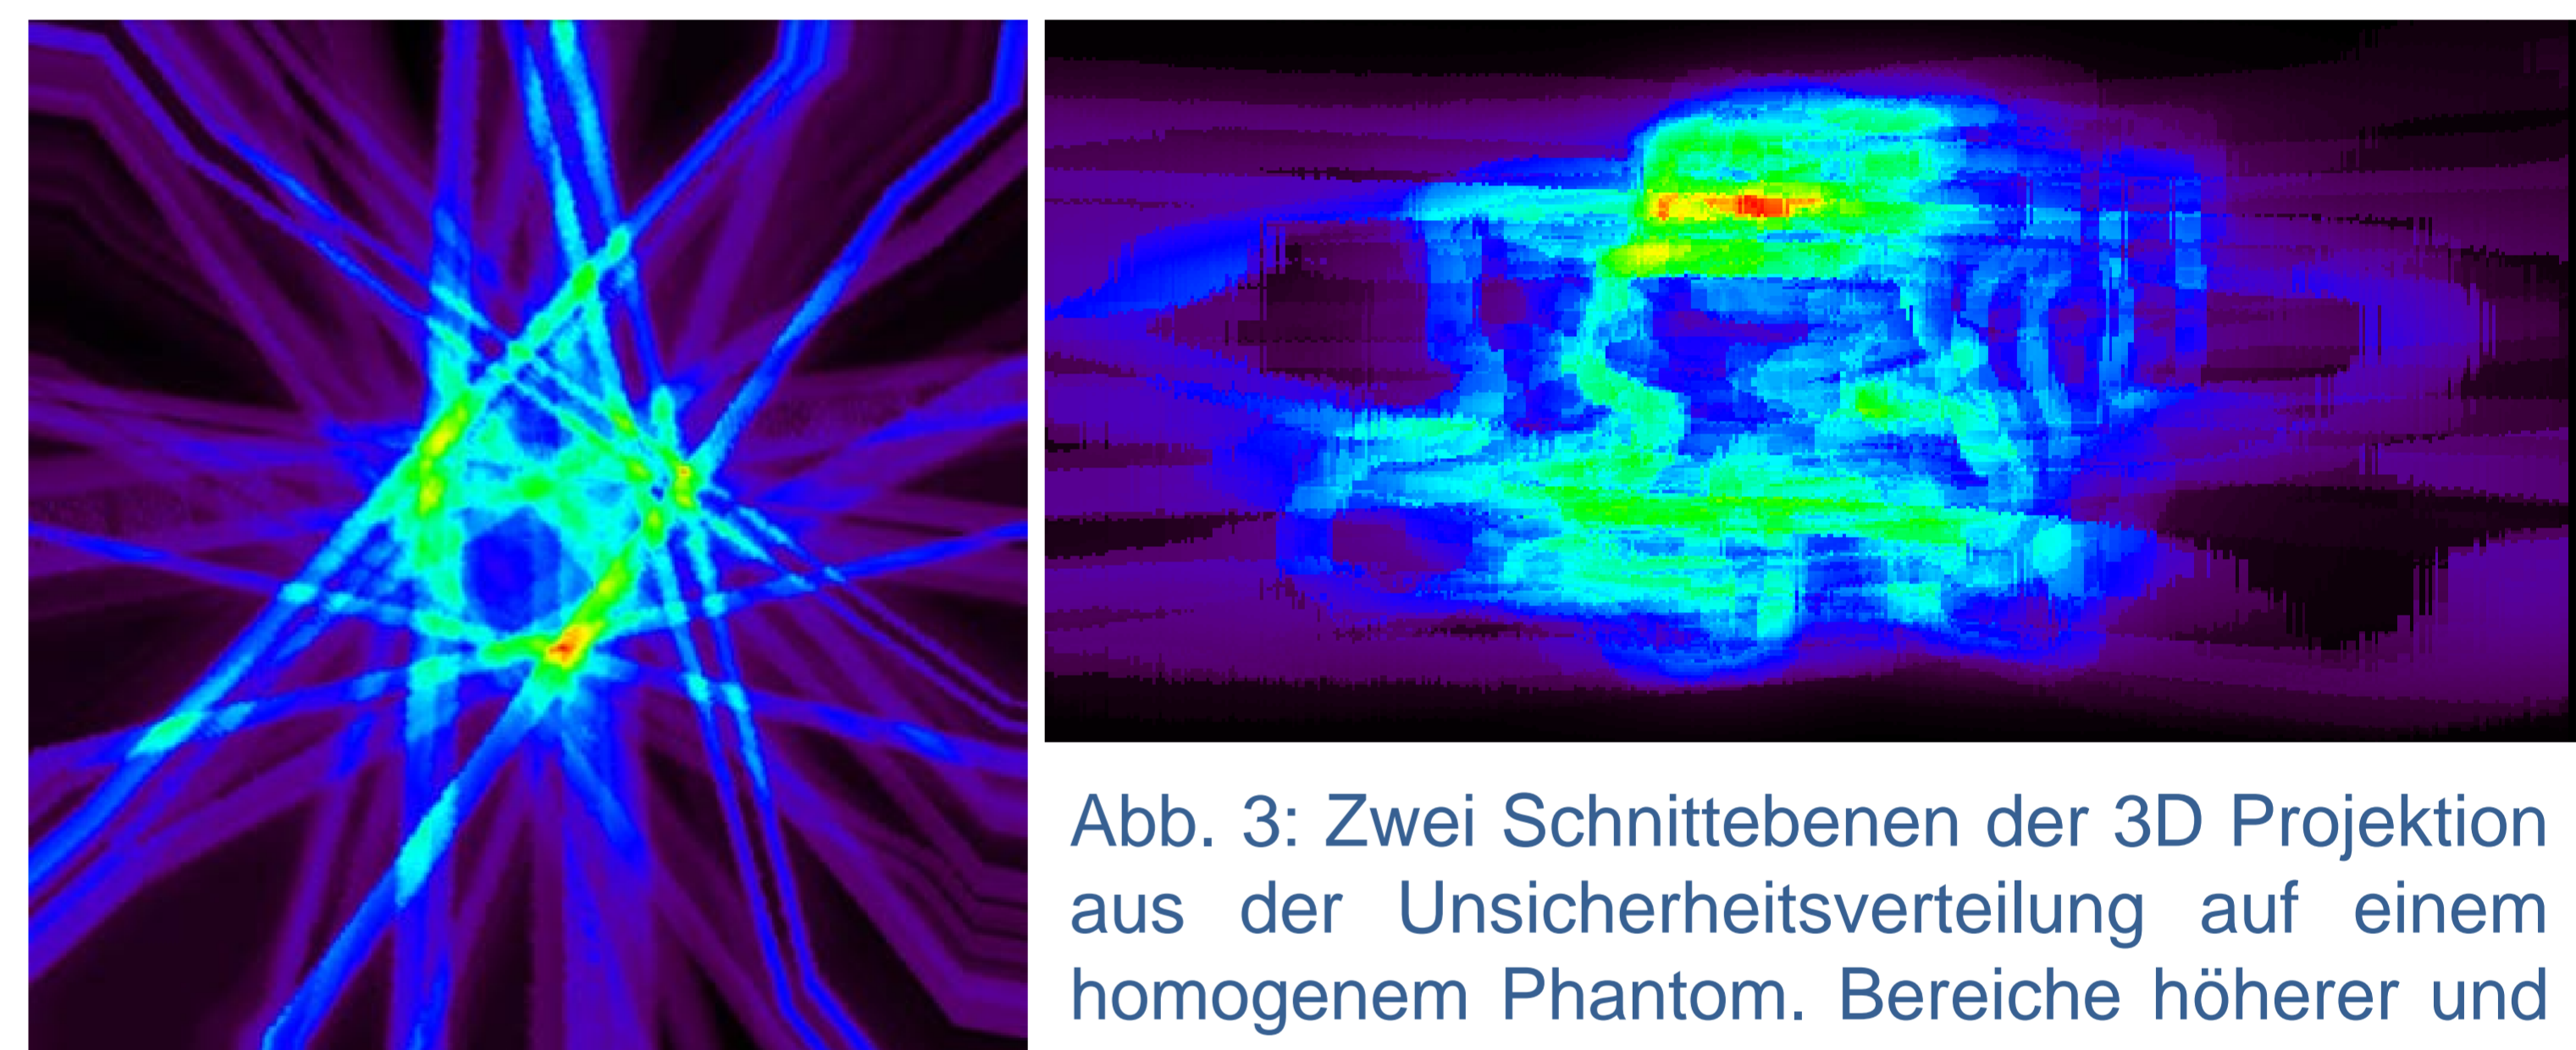 Abb. 3: Zwei Schnittebenen der 3D Projektion
aus der Unsicherheitsverteilung auf einem
homogenem Phantom. Bereiche höherer und